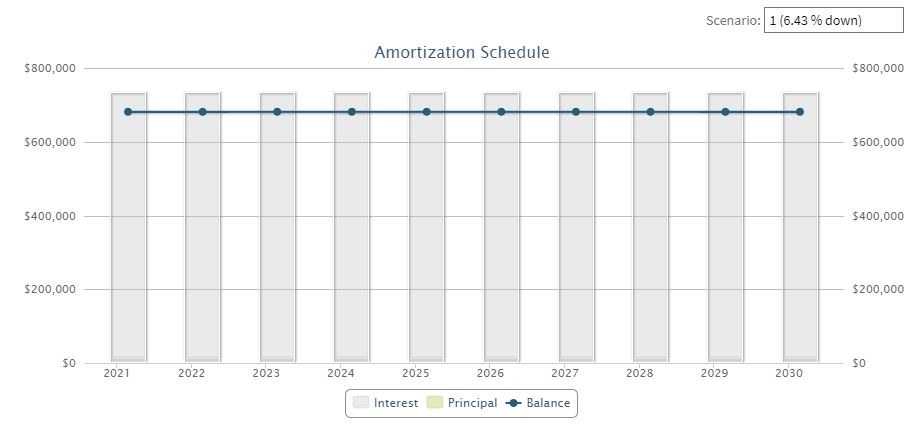 Scenario: 1 (6.43 % down)
Amortization Schedule
$800,000 $800,000
$600,000 $600,000
$400,000 $400,000
$200,000 $200,000
$0 $0
2021 2022 2023 2024 2025 2026 2027 2028 2029 2030
Interest Principal Balance